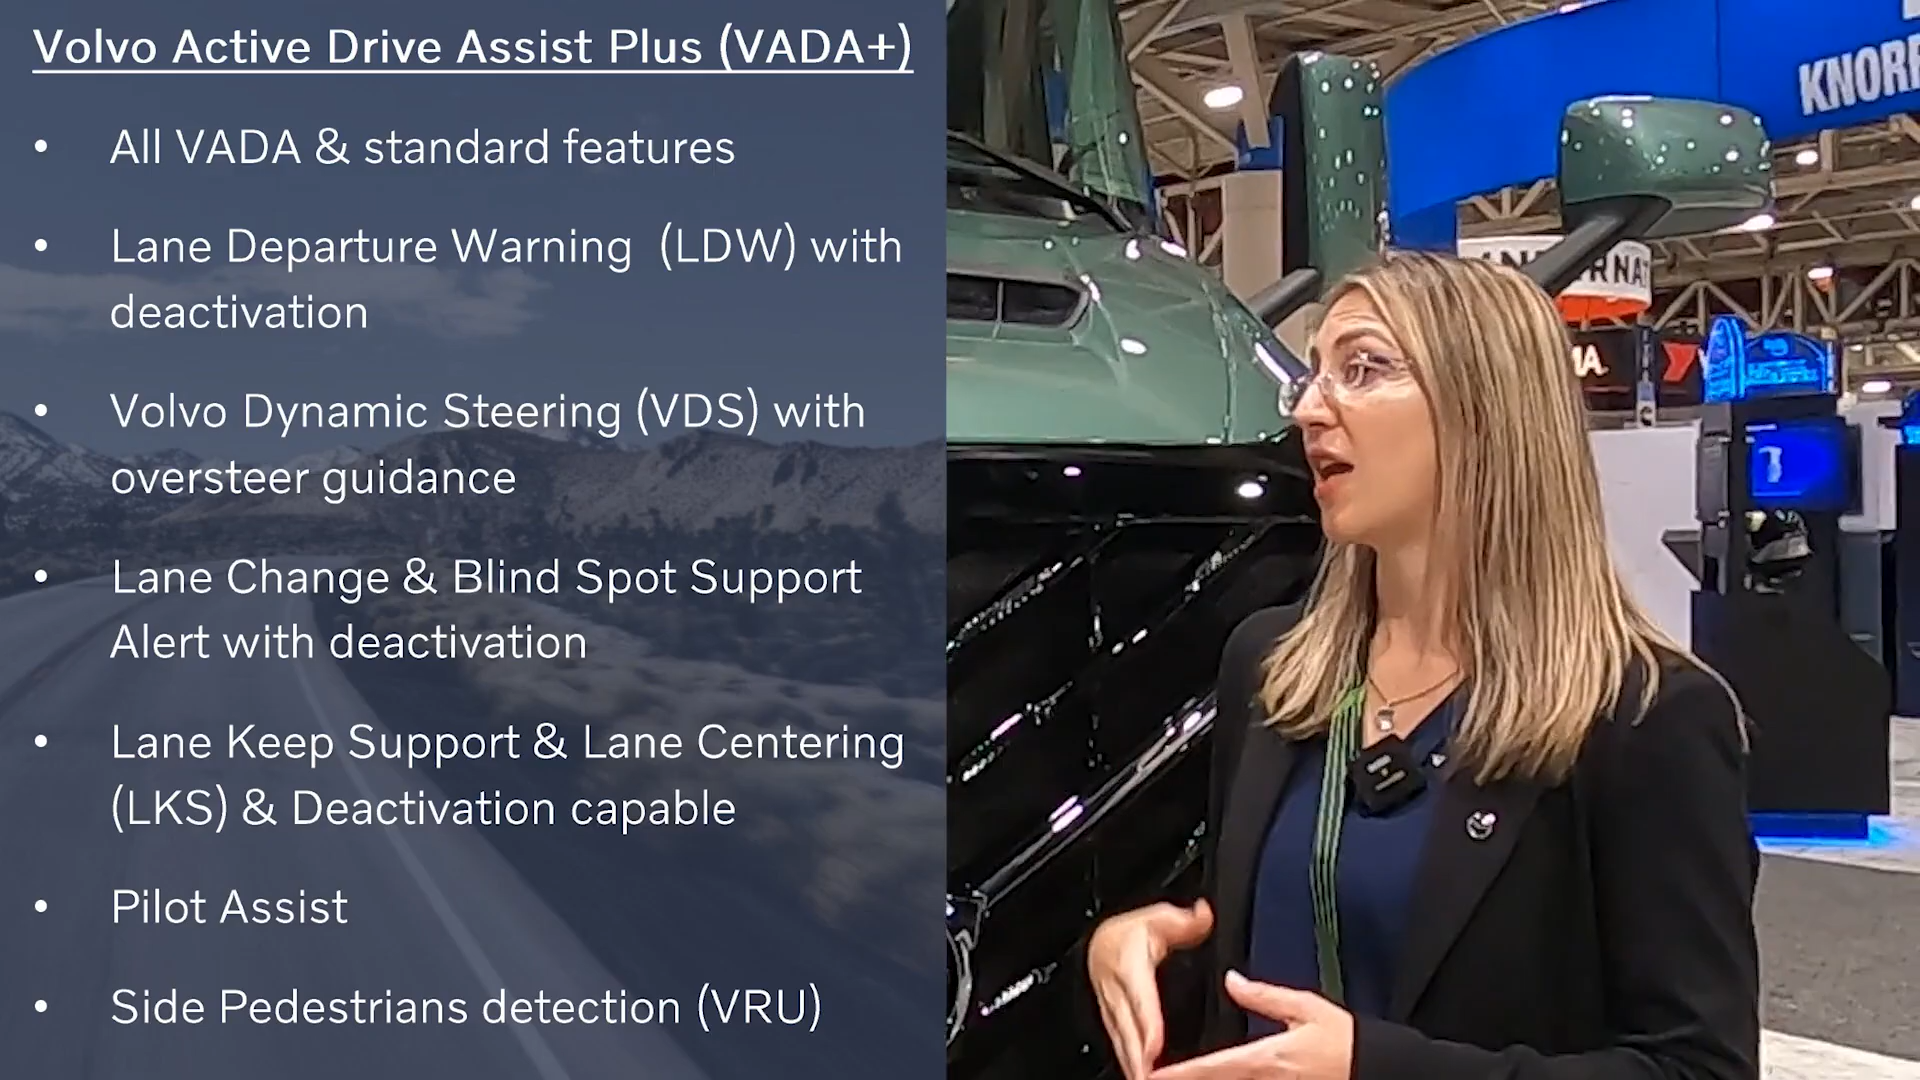 Volvo Active Drive Assist Plus (VADA+)
• All VADA & standard features
• Lane Departure Warning (LDW) with
deactivation
• Volvo Dynamic Steering (VDS) with
oversteer guidance
• Lane Change & Blind Spot Support
Alert with deactivation
• Lane Keep Support & Lane Centering
(LKS) & Deactivation capable
• Pilot Assist
• Side Pedestrians detection (VRU)
KNORR